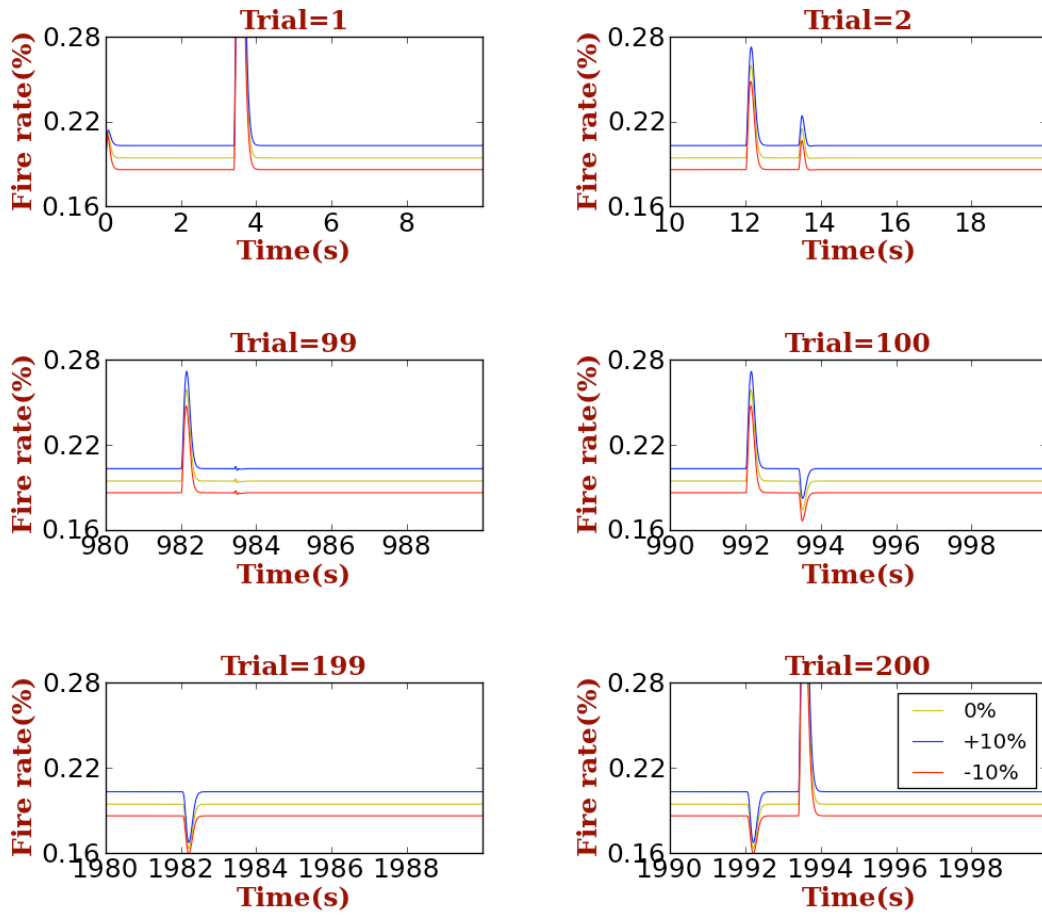 Trial=1
Fire rate(%)
0.28
0.22
0.16
0 2 4 6 8
Time(s)
Trial=2
Fire rate(%)
0.28
0.22
0.16
10 12 14 16 18
Time(s)
Trial=99
Fire rate(%)
0.28
0.22
0.16
980 982 984 986 988
Time(s)
Trial=100
Fire rate(%)
0.28
0.22
0.16
990 992 994 996 998
Time(s)
Trial=199
Fire rate(%)
0.28
0.22
0.16
1980 1982 1984 1986 1988
Time(s)
Trial=200
Fire rate(%)
0.28
0.22
0.16
0%
+10%
-10%
1990 1992 1994 1996 1998
Time(s)